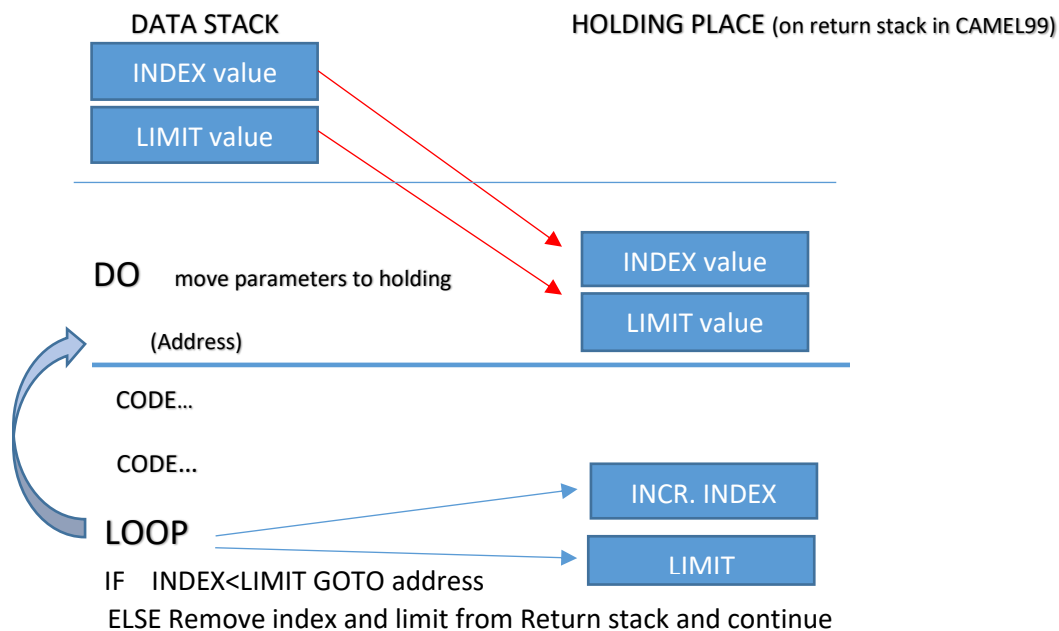 DATA STACK
HOLDING PLACE (on return stack in CAMEL99)
INDEX value
LIMIT value
DO move parameters to holding
INDEX value
LIMIT value
(Address)
CODE…
CODE...
INCR. INDEX
LOOP
LIMIT
IF INDEX<LIMIT GOTO address
ELSE Remove index and limit from Return stack and continue